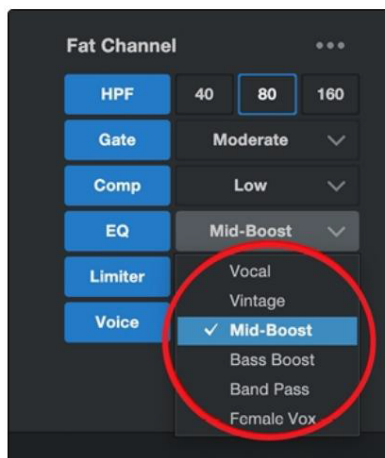 Fat Channel
HPF 40 80 160
Gate Moderate
Comp Low
EQ Mid-Boost
Vocal
Limiter
Vintage
Voice
Mid-Boost
Bass Boost
Band Pass
Female Vox